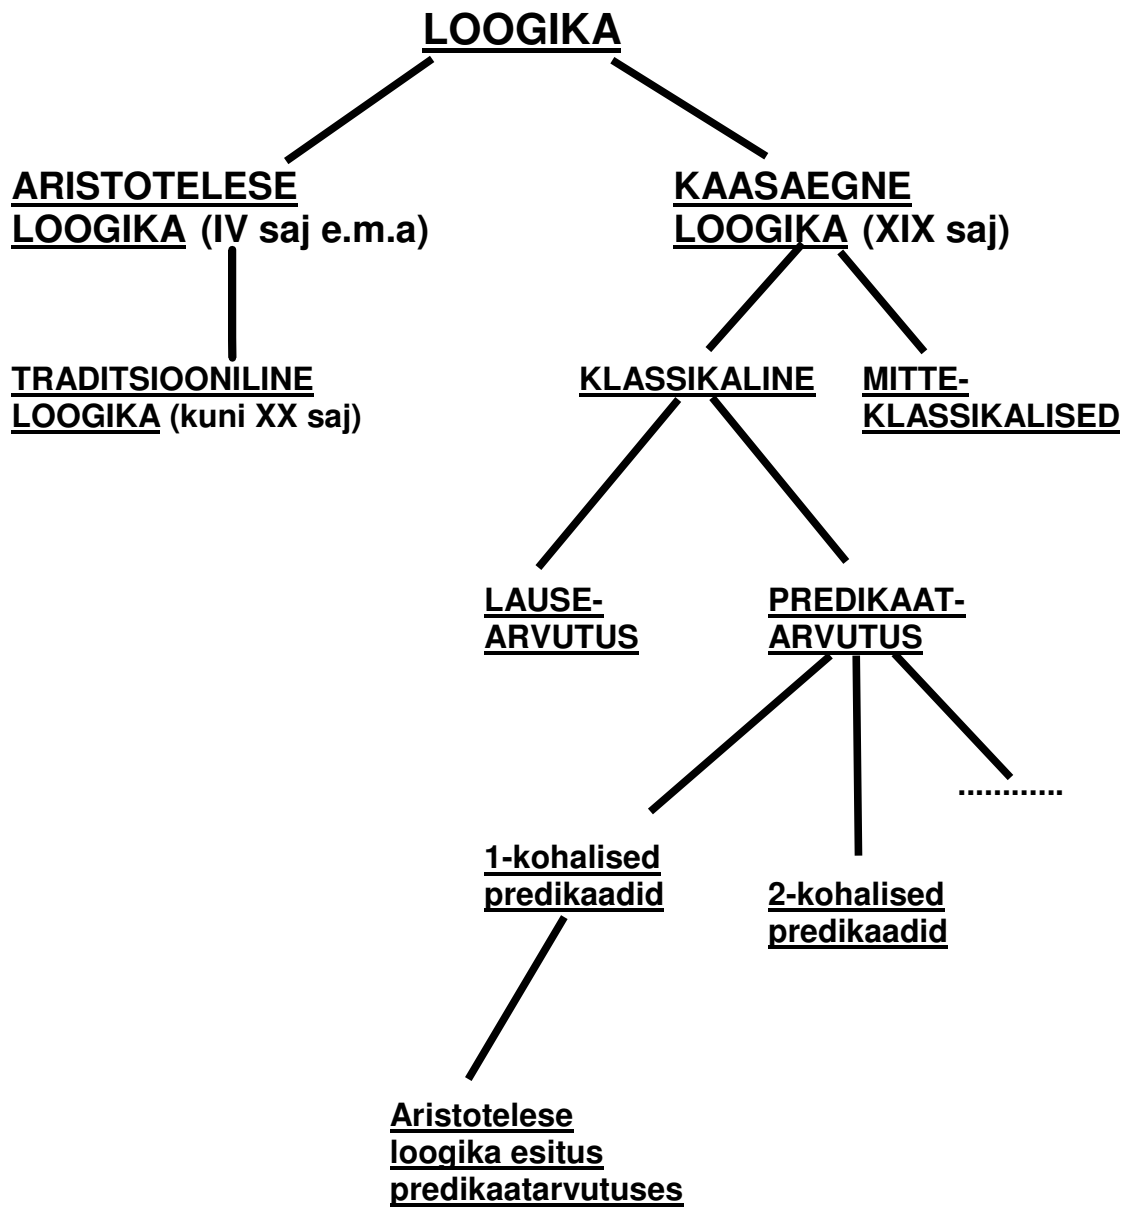 LOOGIKA
ARISTOTELESE
LOOGIKA (IV saj e.m.a)
KAASAEGNE
LOOGIKA (XIX saj)
TRADITSIOONILINE
LOOGIKA (kuni XX saj)
KLASSIKALINE
MITTE-
KLASSIKALISED
LAUSE-
ARVUTUS
PREDIKAAT-
ARVUTUS
............
1-kohalised
predikaadid
2-kohalised
predikaadid
Aristotelese
loogika esitus
predikaatarvutuses